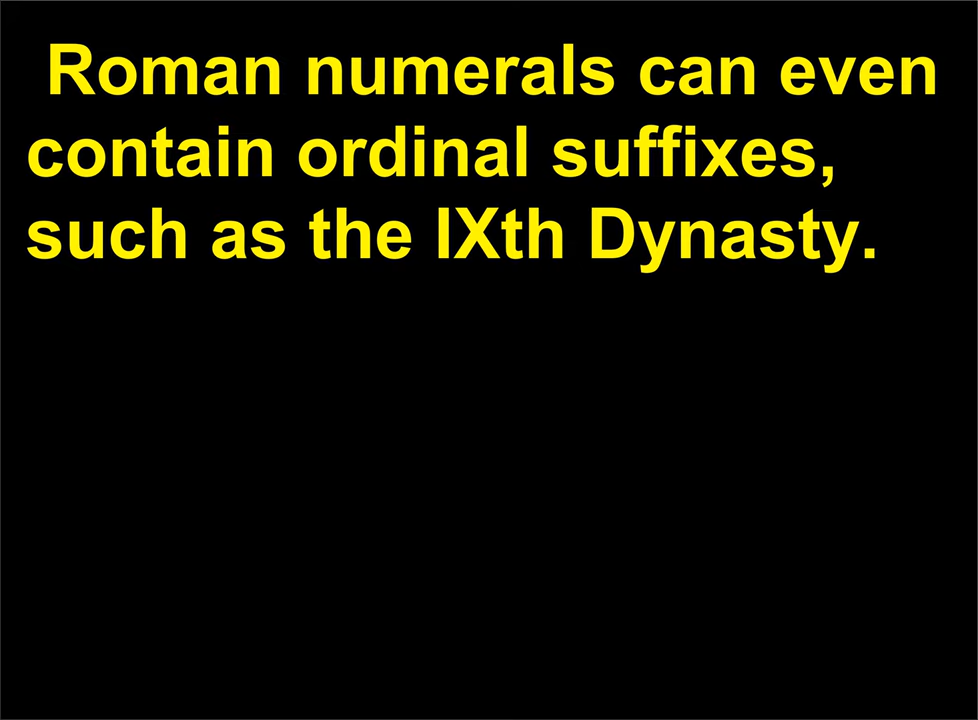 Roman numerals can even
contain ordinal suffixes,
such as the IXth Dynasty.